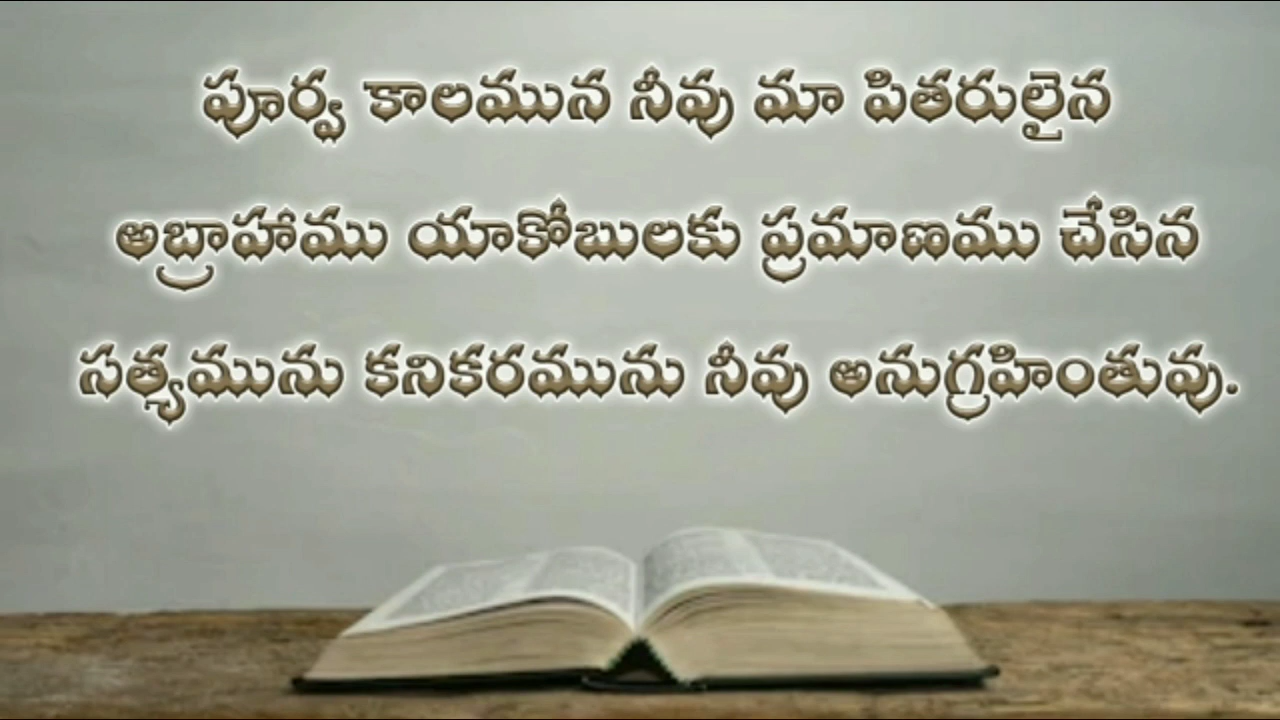 పూర్వ కాలమున నీవు మా పితరులైన
అబ్రాహాము యాకోబులకు ప్రమాణము చేసిన
సత్యమును కనికరమును నీవు అనుగ్రహింతువు.